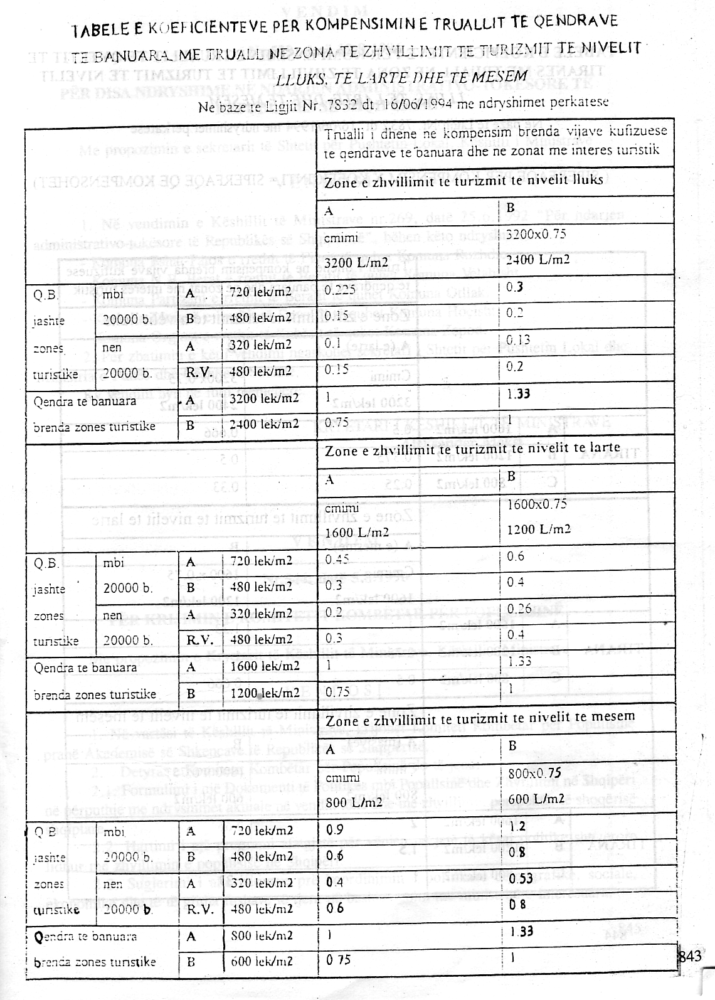 TABELE E KOEFICIENTEVE PER KOMPENSIMIN E TRUALLIT TE QENDRAVE
TE BANUARA ME TRUALL NE ZONA TE ZHVILLIMIT TE TURIZMIT TE NIVELIT
LLUKS, TE LARTE DHE TE MESEM
Ne baze te Ligjit Nr. 7832 dt. 16/06/1994 me ndryshimet perkatese
Trualli i dhene ne kompensim brenda vijave kufizuese
te qendrave te banuara dhe ne zonat me interes turistik
Zone e zhvillimit te turizmit te nivelit lluks
A B
cmimi 3200x0.75
3200 L/m2 2400 L/m2
Q.B. mbi A 720 lek/m2 0.225 0.3
jashte 20000 b. B 480 lek/m2 0.15 0.2
zones nen A 320 lek/m2 0.1 0.13
turistike 20000 b. R.V. 480 lek/m2 0.15 0.2
Qendra te banuara A 3200 lek/m2 1 1.33
brenda zones turistike B 2400 lek/m2 0.75 1
Zone e zhvillimit te turizmit te nivelit te larte
A B
cmimi 1600x0.75
1600 L/m2 1200 L/m2
Q.B. mbi A 720 lek/m2 0.45 0.6
jashte 20000 b. B 480 lek/m2 0.3 0.4
zones nen A 320 lek/m2 0.2 0.26
turistike 20000 b. R.V. 480 lek/m2 0.3 0.4
Qendra te banuara A 1600 lek/m2 1 1.33
brenda zones turistike B 1200 lek/m2 0.75 1
Zone e zhvillimit te turizmit te nivelit te mesem
A B
cmimi 800x0.75
800 L/m2 600 L/m2
Q B mbi A 720 lek/m2 0.9 1.2
jashte 20000 b. B 480 lek/m2 0.6 0.8
zones nen A 320 lek/m2 0.4 0.53
turistike 20000 b. R.V. 480 lek/m2 0 6 0 8
Qendra te banuara A 800 lek/m2 1 1.33
brenda zones turistike B 600 lek/m2 0 75 1
843